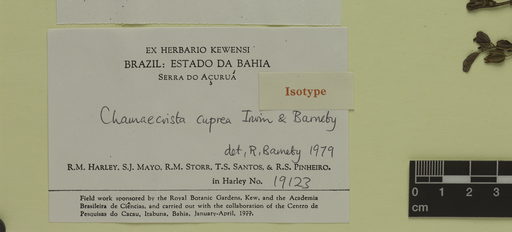 EX HERBARIO KEWENSI
BRAZIL: ESTADO DA BAHIA
SERRA DO AÇURUÁ
Isotype
Chamaecrista cuprea Irwin & Barneby
det, R. Barneby 1979
R.M. HARLEY, S.J. MAYO, R.M. STORR, T.S. SANTOS, & R.S. PINHEIRO,
in Harley No. 19123
Field work sponsored by the Royal Botanic Gardens, Kew, and the Academia
Brasileira de Ciências, and carried out with the collaboration of the Centro de
Pesquisas do Cacau, Itabuna, Bahia, January-April, 1977.
0 1 2 3
cm